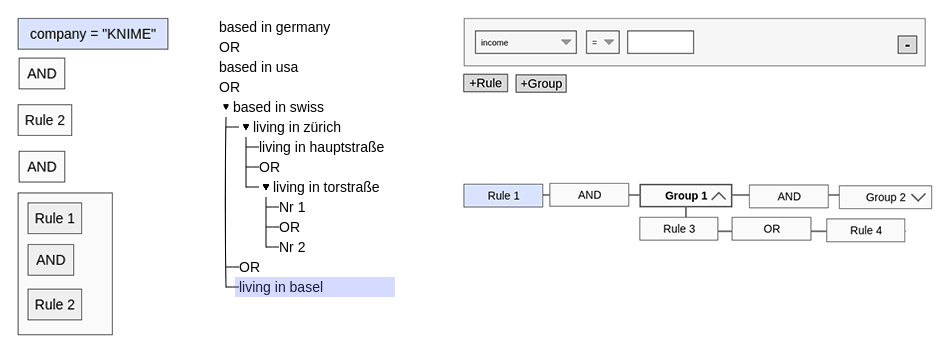 company = "KNIME"
AND
Rule 2
AND
Rule 1
AND
Rule 2
based in germany
OR
based in usa
OR
based in swiss
living in zürich
living in hauptstraße
OR
living in torstraße
Nr 1
OR
Nr 2
OR
living in basel
income = -
+Rule +Group
Rule 1 AND Group 1 AND Group 2
Rule 3 OR Rule 4